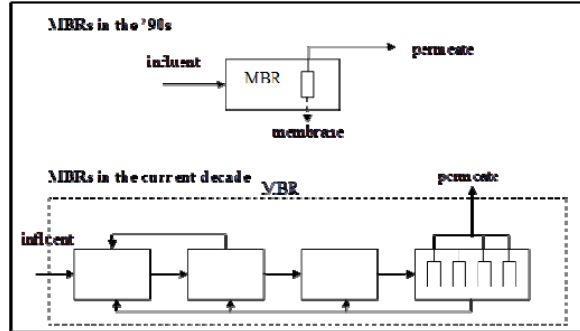 MBRs in the '90s
permeate
influent
MBR
membrane
MBRs in the current decade
MBR
permeate
influent